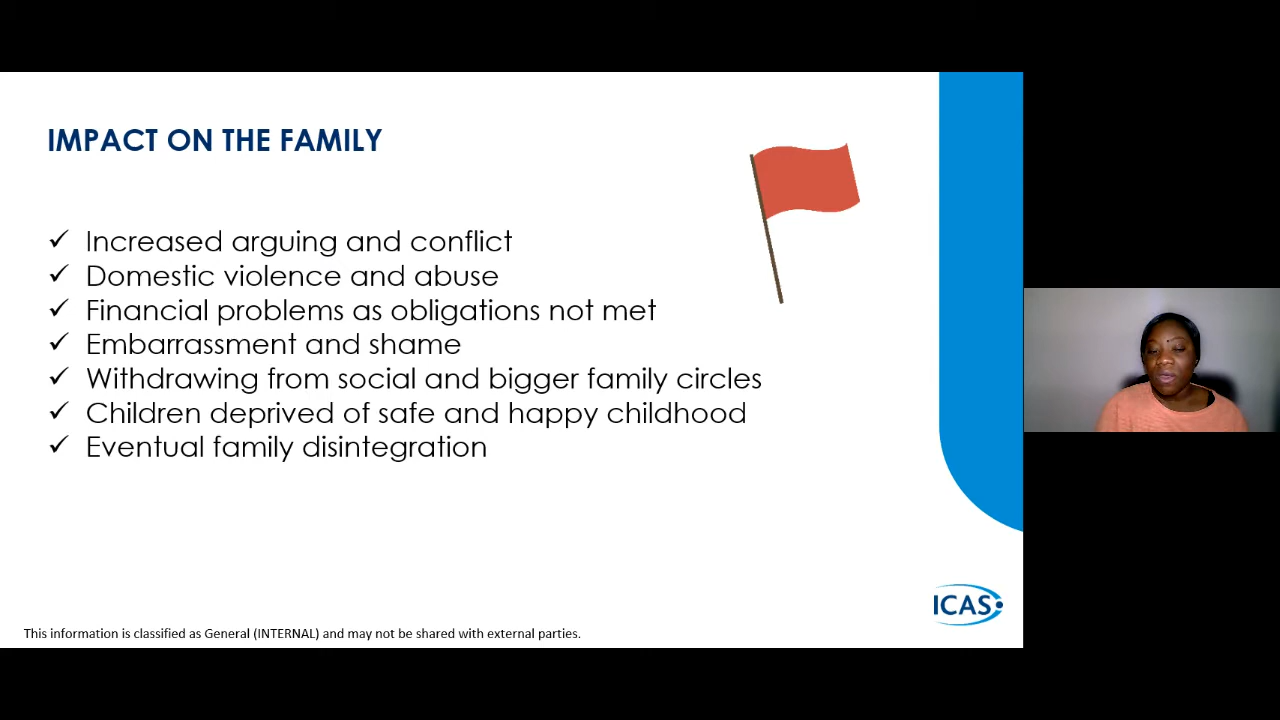 IMPACT ON THE FAMILY
✓ Increased arguing and conflict
✓ Domestic violence and abuse
✓ Financial problems as obligations not met
✓ Embarrassment and shame
✓ Withdrawing from social and bigger family circles
✓ Children deprived of safe and happy childhood
✓ Eventual family disintegration
ICAS
This information is classified as General (INTERNAL) and may not be shared with external parties.